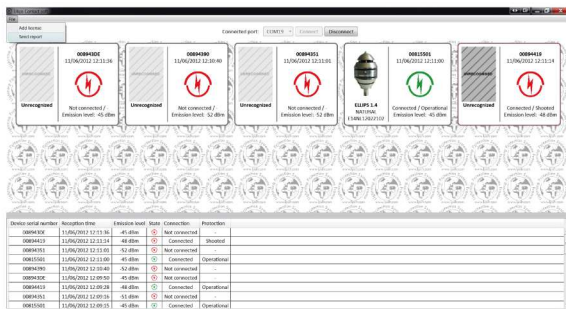 File
Add license
Send report
Connected port: COM15 Connect Disconnect
008943DE
11/06/2012 12:11:36
Unrecognized
Not connected /
Emission level: -45 dBm
00894390
11/06/2012 12:10:40
Unrecognized
Not connected /
Emission level: -52 dBm
00894351
11/06/2012 12:11:01
Unrecognized
Not connected /
Emission level: -52 dBm
00815501
11/06/2012 12:11:00
ELLIPS 1.4
NATURAL
Connected / Operational
Emission level: -45 dBm
00894419
11/06/2012 12:11:14
Unrecognized
Connected / Shooted
Emission level: -48 dBm
Device serial number Reception time Emission level State Connection Protection
008943DE 11/06/2012 12:11:36 -45 dBm Not connected -
00894419 11/06/2012 12:11:14 -48 dBm Connected Shooted
00894351 11/06/2012 12:11:01 -52 dBm Not connected -
00815501 11/06/2012 12:11:00 -45 dBm Connected Operational
00894390 11/06/2012 12:10:40 -52 dBm Not connected -
008943DE 11/06/2012 12:09:50 -45 dBm Not connected -
00894419 11/06/2012 12:09:28 -48 dBm Connected Shooted
00894351 11/06/2012 12:09:16 -51 dBm Not connected -
00815501 11/06/2012 12:09:15 -45 dBm Connected Operational